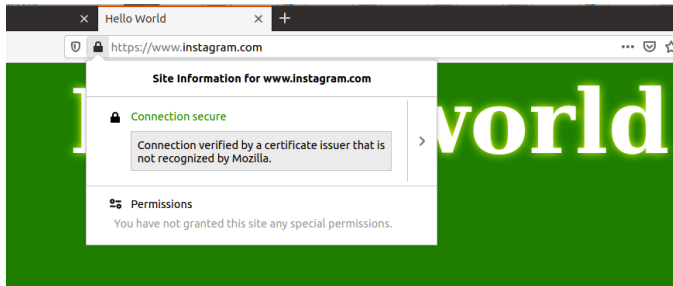 Hello World
https://www.instagram.com
Site Information for www.instagram.com
Connection secure
Connection verified by a certificate issuer that is
not recognized by Mozilla.
Permissions
You have not granted this site any special permissions.
world